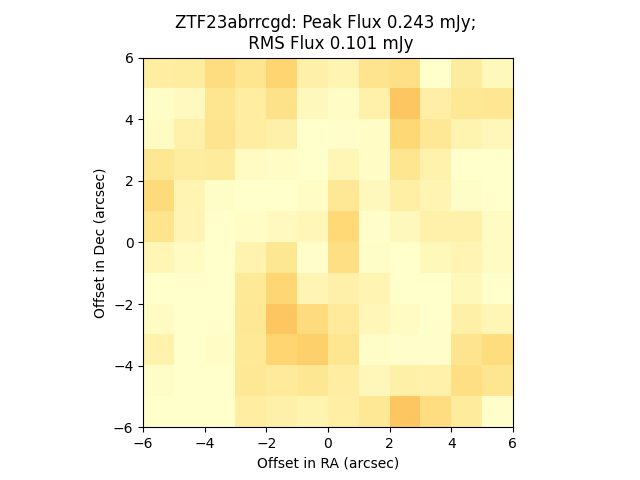 ZTF23abrrcgd: Peak Flux 0.243 mJy;
RMS Flux 0.101 mJy
6
4
2
0
−2
−4
−6
Offset in Dec (arcsec)
−6 −4 −2 0 2 4 6
Offset in RA (arcsec)